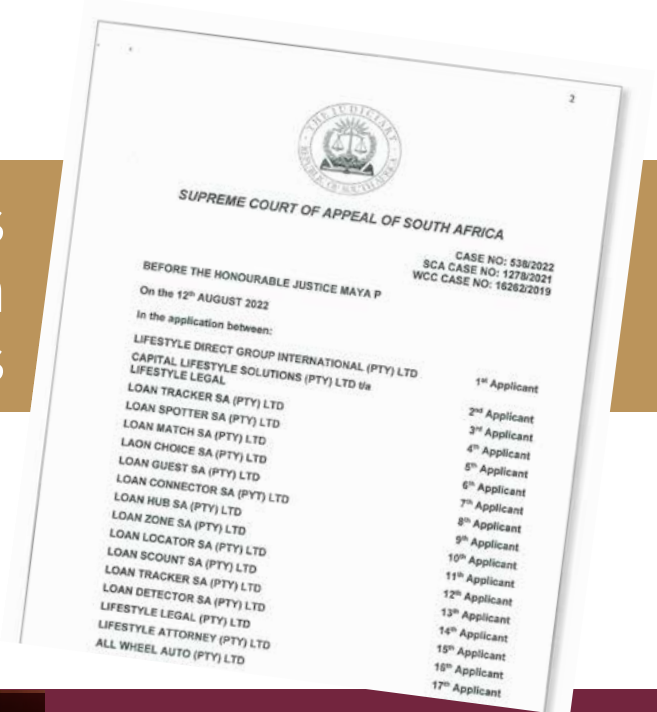 2
THE JUDICIARY
REPUBLIC OF SOUTH AFRICA
SUPREME COURT OF APPEAL OF SOUTH AFRICA
CASE NO: 538/2022
SCA CASE NO: 1278/2021
WCC CASE NO: 16262/2019
BEFORE THE HONOURABLE JUSTICE MAYA P
On the 12th AUGUST 2022
In the application between:
LIFESTYLE DIRECT GROUP INTERNATIONAL (PTY) LTD 1st Applicant
CAPITAL LIFESTYLE SOLUTIONS (PTY) LTD t/a
LIFESTYLE LEGAL 2nd Applicant
LOAN TRACKER SA (PTY) LTD 3rd Applicant
LOAN SPOTTER SA (PTY) LTD 4th Applicant
LOAN MATCH SA (PTY) LTD 5th Applicant
LAON CHOICE SA (PTY) LTD 6th Applicant
LOAN GUEST SA (PTY) LTD 7th Applicant
LOAN CONNECTOR SA (PYT) LTD 8th Applicant
LOAN HUB SA (PTY) LTD 9th Applicant
LOAN ZONE SA (PTY) LTD 10th Applicant
LOAN LOCATOR SA (PTY) LTD 11th Applicant
LOAN SCOUNT SA (PTY) LTD 12th Applicant
LOAN TRACKER SA (PTY) LTD 13th Applicant
LOAN DETECTOR SA (PTY) LTD 14th Applicant
LIFESTYLE LEGAL (PTY) LTD 15th Applicant
LIFESTYLE ATTORNEY (PTY) LTD 16th Applicant
ALL WHEEL AUTO (PTY) LTD 17th Applicant